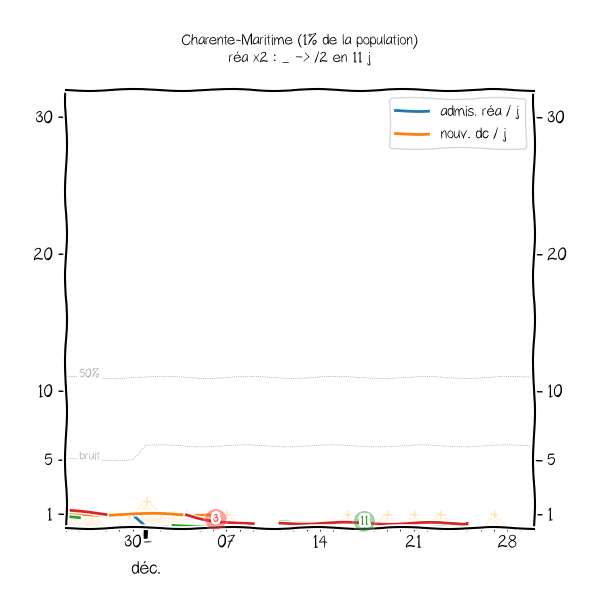 Charente-Maritime (1% de la population)
réa x2 : _ -> /2 en 11 j
admis. réa / j
nouv. dc / j
30 30
20 20
50%
10 10
bruit
5 5
1 1
3 11
30 07 14 21 28
déc.